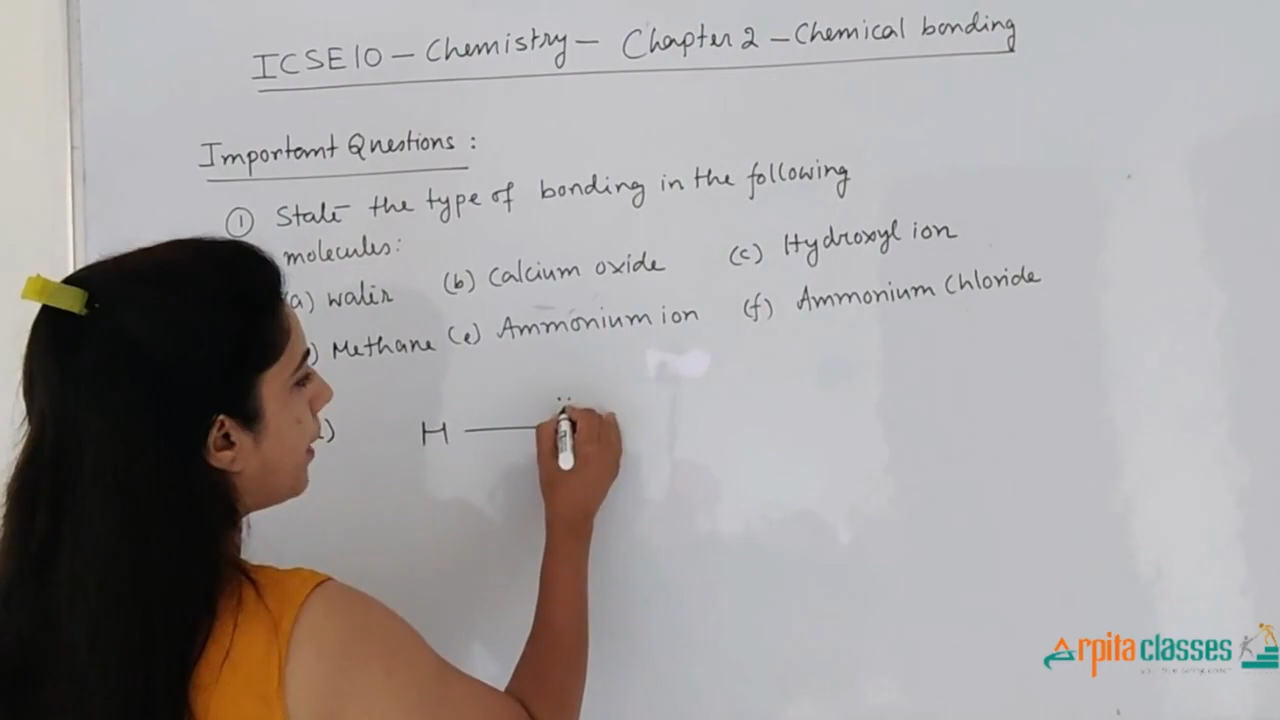 ICSE 10 - Chemistry - Chapter 2 - Chemical bonding
Important Questions :
① State the type of bonding in the following
molecules:
a) water (b) Calcium oxide (c) Hydroxyl ion
) Methane (e) Ammonium ion (f) Ammonium Chloride
) H —
Arpita classes